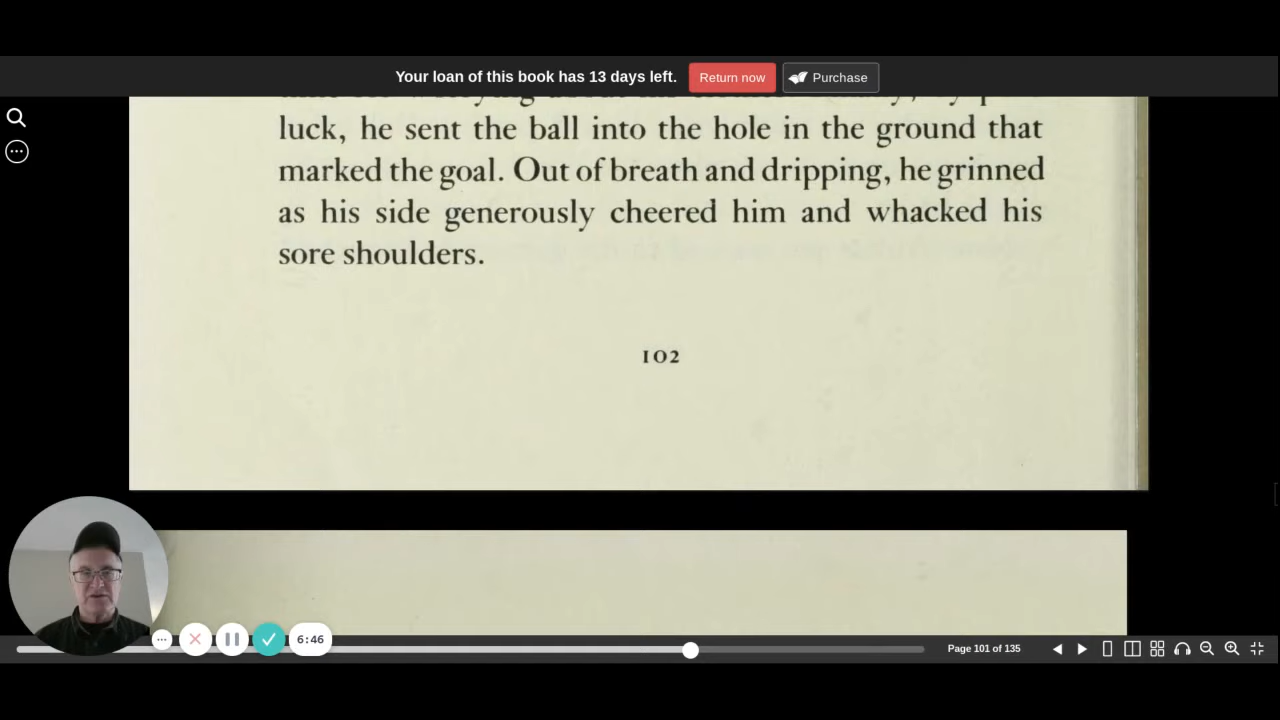 Your loan of this book has 13 days left. Return now Purchase
luck, he sent the ball into the hole in the ground that
marked the goal. Out of breath and dripping, he grinned
as his side generously cheered him and whacked his
sore shoulders.
102
6:46
Page 101 of 135